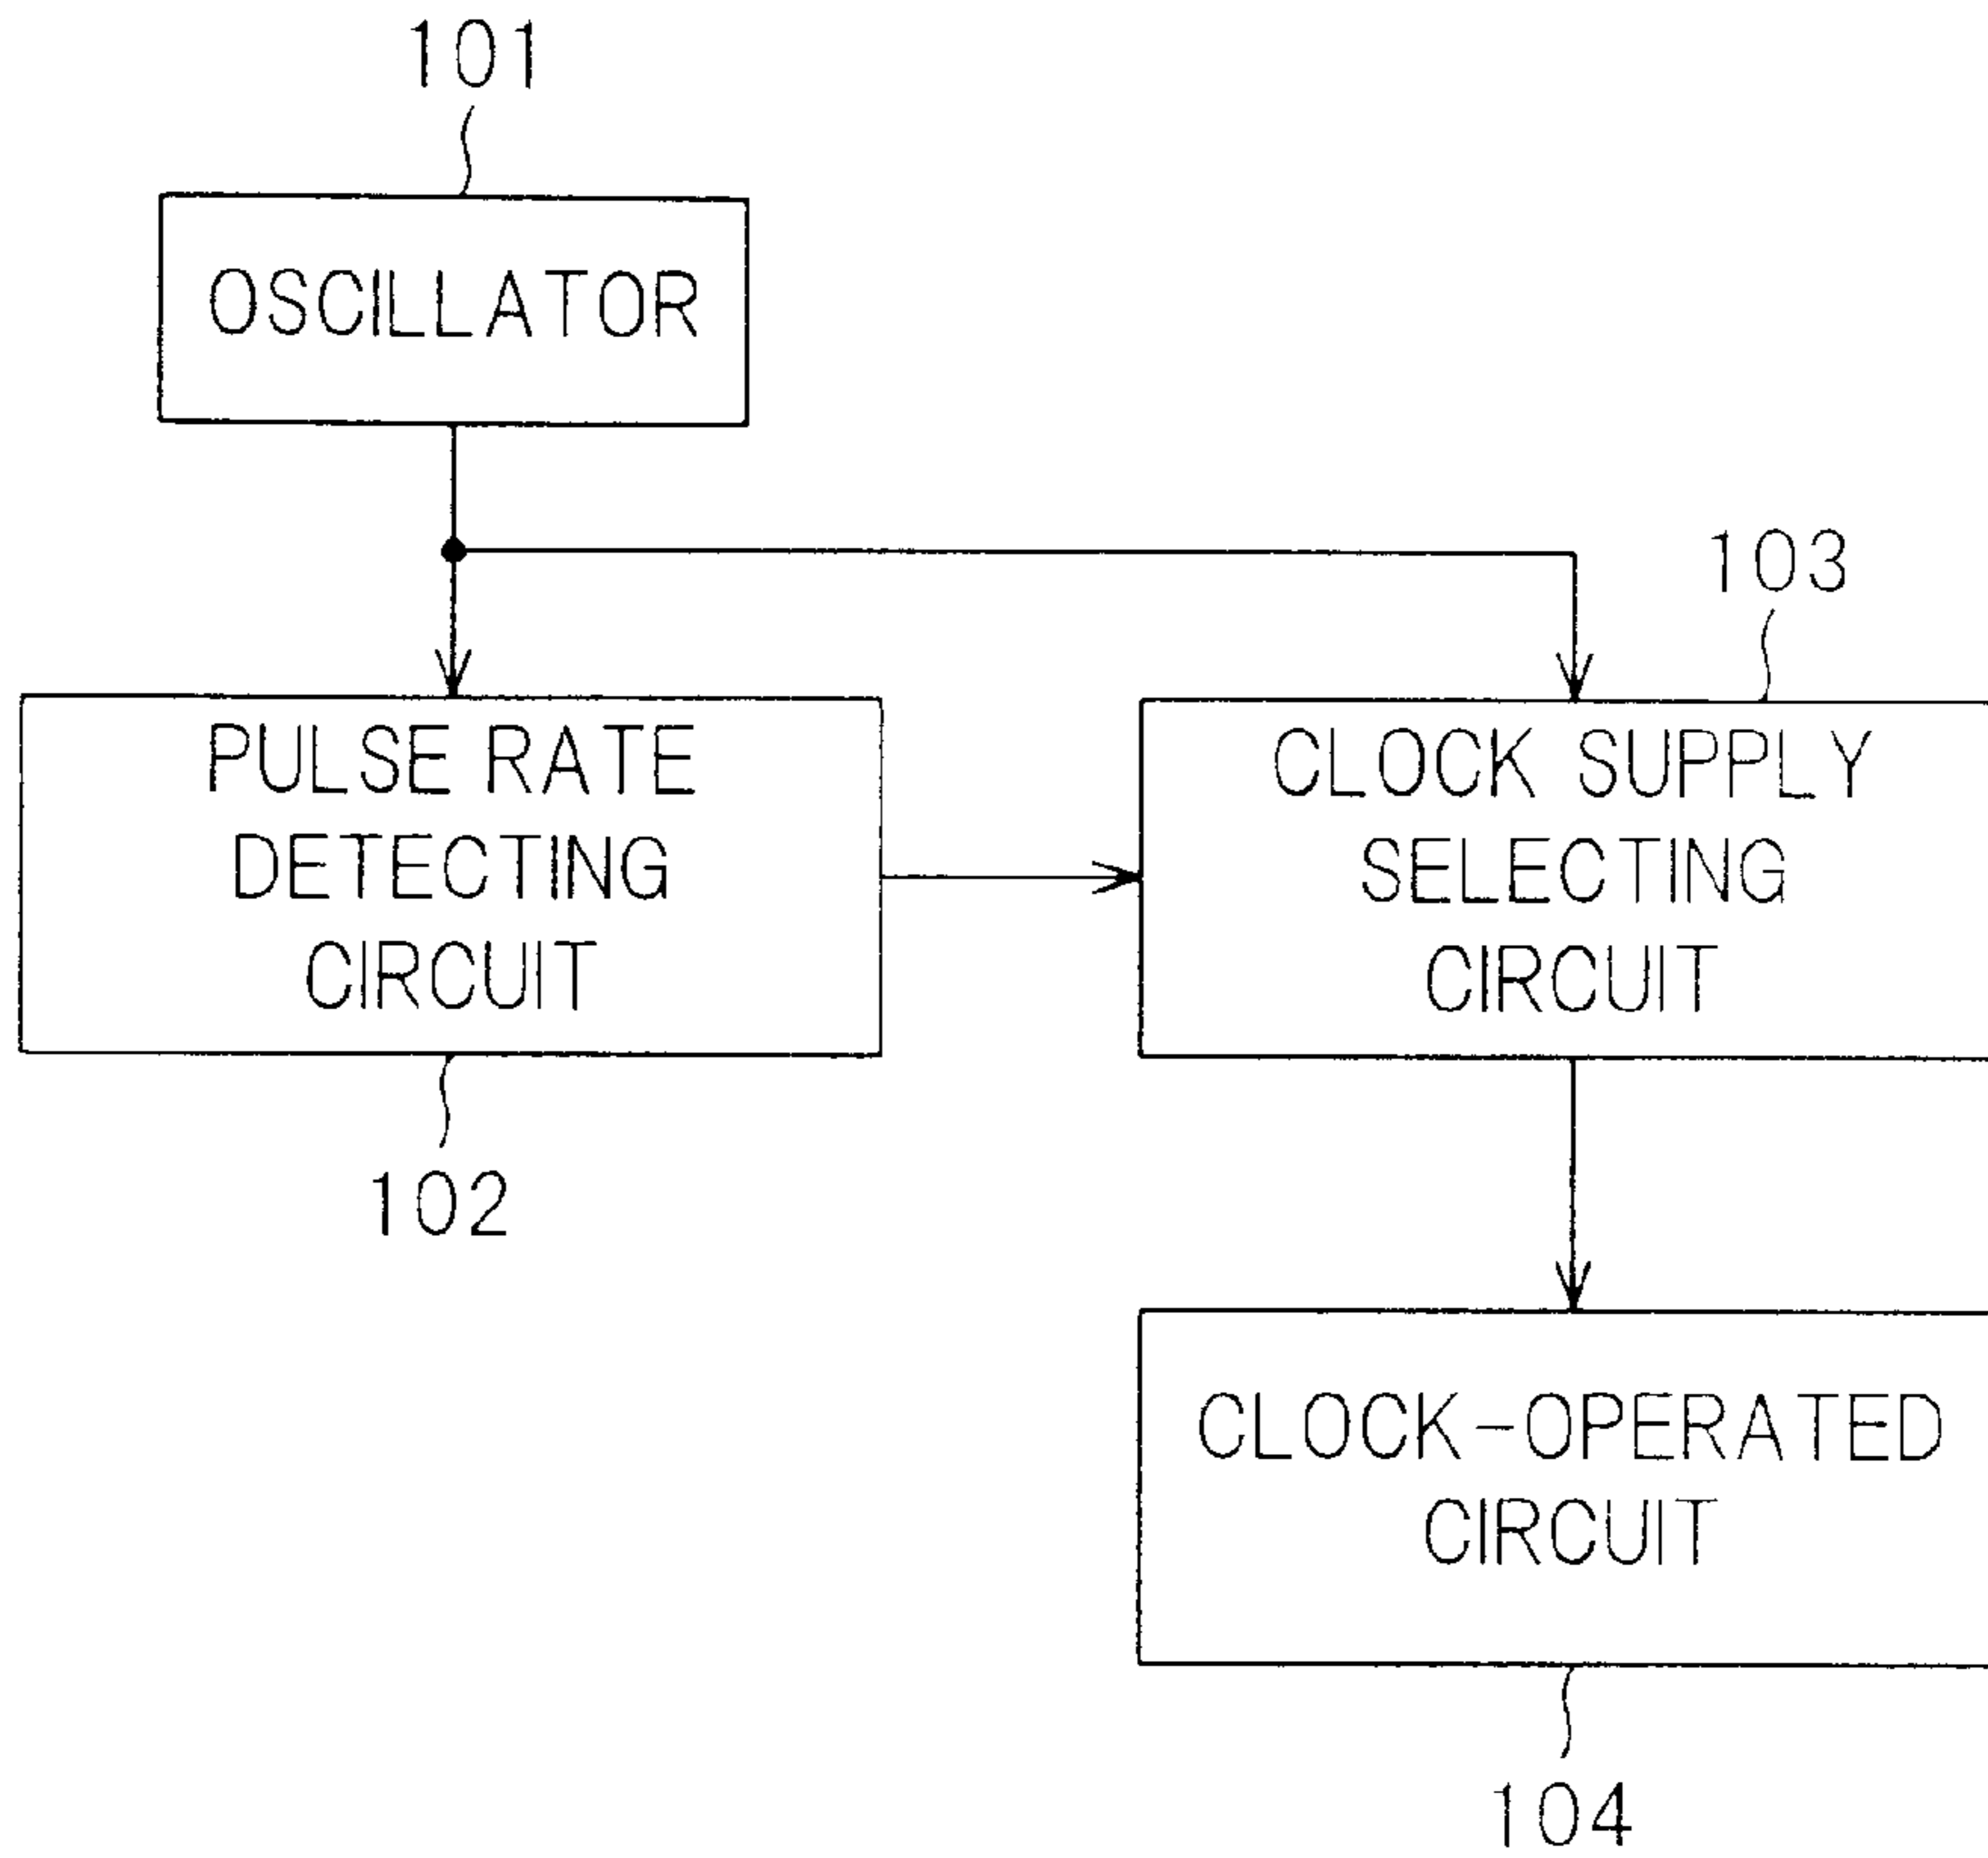 101
OSCILLATOR
103
PULSE RATE
DETECTING
CIRCUIT
CLOCK SUPPLY
SELECTING
CIRCUIT
102
CLOCK-OPERATED
CIRCUIT
104